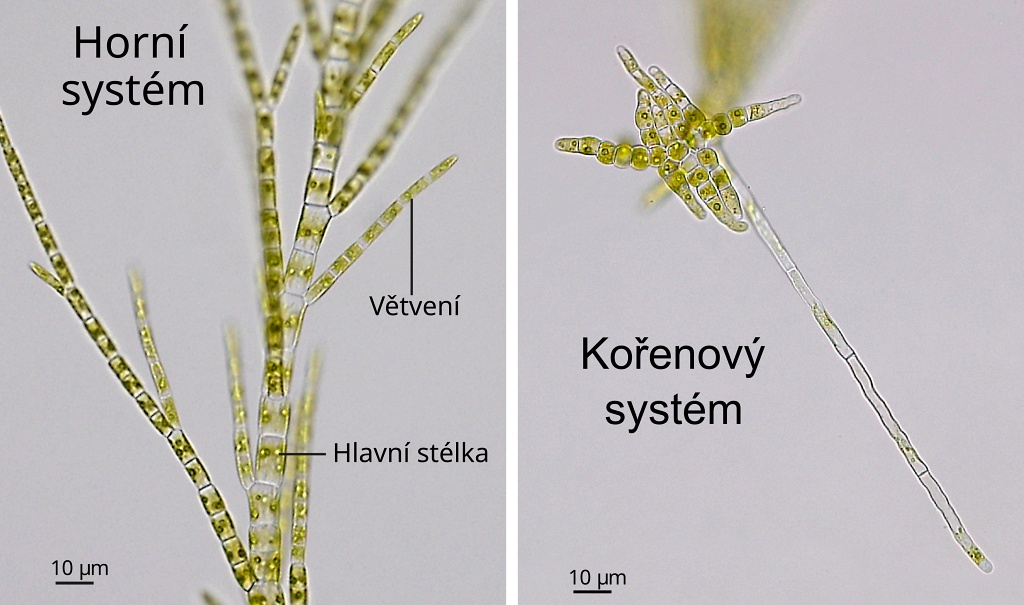 Horní
systém
Větvení
Hlavní stélka
10 µm
Kořenový
systém
10 µm